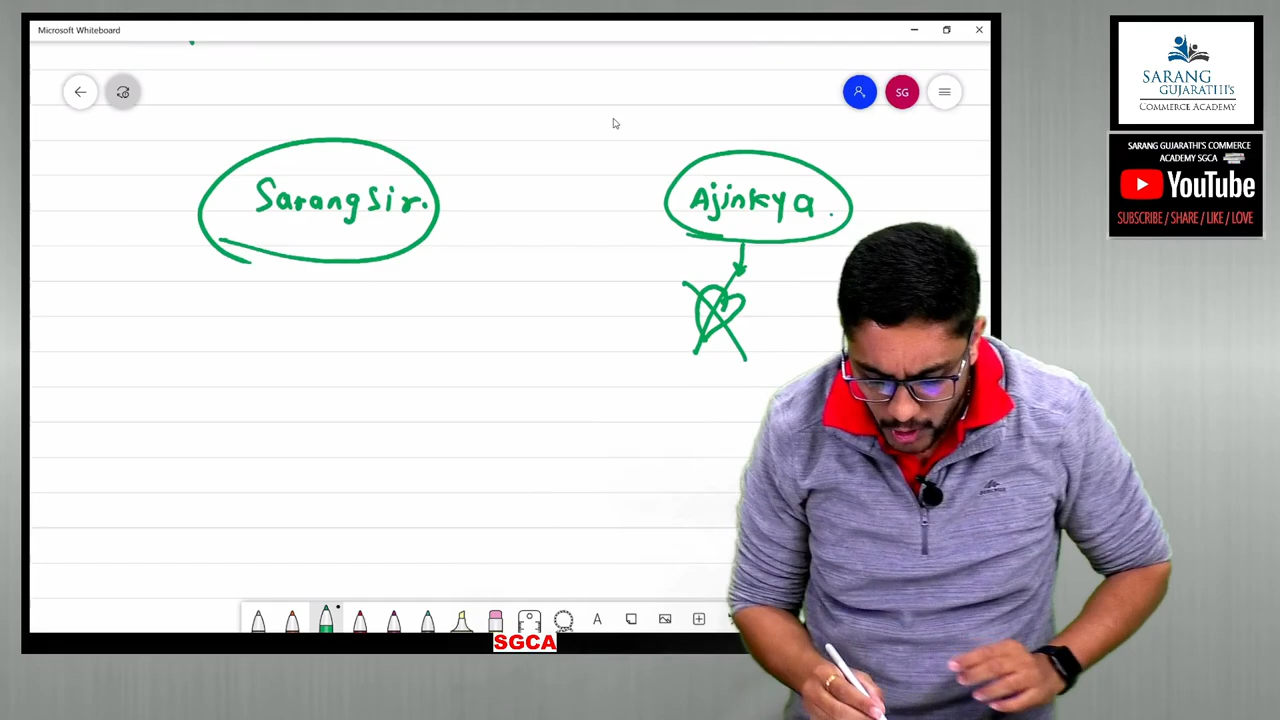 Microsoft Whiteboard
SG
Sarang Sir.
Ajinkya.
A
SGCA
SARANG
GUJARATHI'S
COMMERCE ACADEMY
SARANG GUJARATHI'S COMMERCE
ACADEMY SGCA
YouTube
SUBSCRIBE / SHARE / LIKE / LOVE